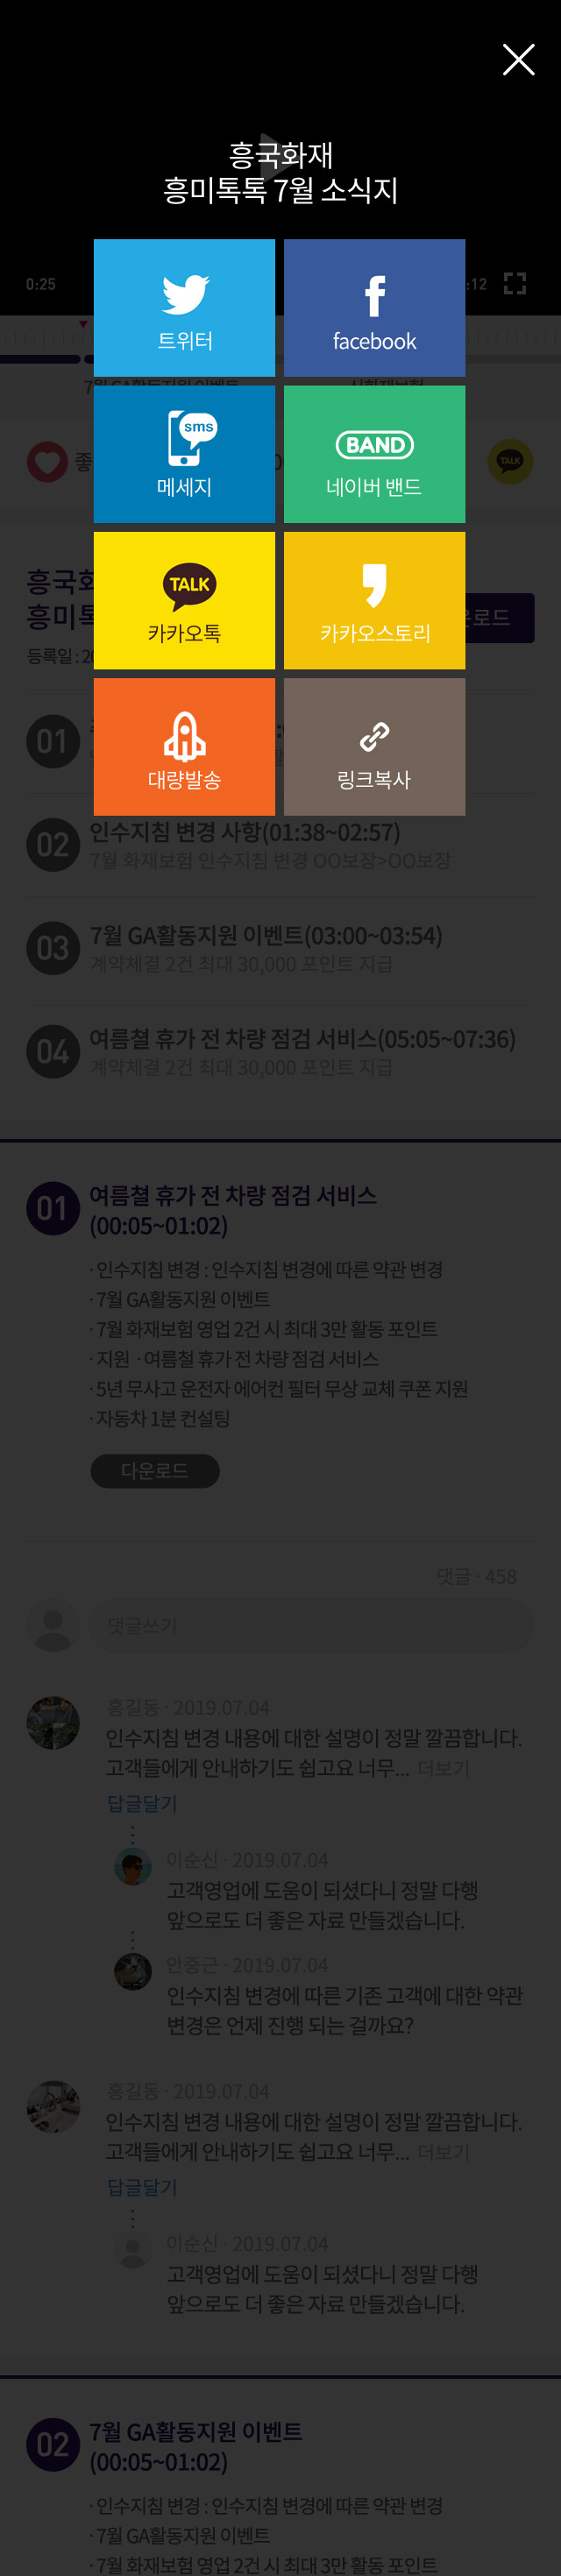 흥국화재
흥미톡톡 7월 소식지
0:25
:12
트위터
facebook
sms
메세지
BAND
네이버 밴드
TALK
카카오톡
카카오스토리
대량발송
링크복사
7월 GA활동지원 이벤트
좋
TALK
흥국화
흥미톡
운로드
등록일 : 20
01
02
인수지침 변경 사항(01:38~02:57)
7월 화재보험 인수지침 변경 OO보장>OO보장
03
7월 GA활동지원 이벤트(03:00~03:54)
계약체결 2건 최대 30,000 포인트 지급
04
여름쳘 휴가 전 차량 점검 서비스(05:05~07:36)
계약체결 2건 최대 30,000 포인트 지급
01
여름쳘 휴가 전 차량 점검 서비스
(00:05~01:02)
· 인수지침 변경 : 인수지침 변경에 따른 약관 변경
· 7월 GA활동지원 이벤트
· 7월 화재보험 영업 2건 시 최대 3만 활동 포인트
· 지원 · 여름철 휴가 전 차량 점검 서비스
· 5년 무사고 운전자 에어컨 필터 무상 교체 쿠폰 지원
· 자동차 1분 컨설팅
다운로드
댓글 · 458
댓글쓰기
홍길동 · 2019.07.04
인수지침 변경 내용에 대한 설명이 정말 깔끔합니다.
고객들에게 안내하기도 쉽고요 너무... 더보기
답글달기
이순신 · 2019.07.04
고객영업에 도움이 되셨다니 정말 다행
앞으로도 더 좋은 자료 만들겠습니다.
안중근 · 2019.07.04
인수지침 변경에 따른 기존 고객에 대한 약관
변경은 언제 진행 되는 걸까요?
홍길동 · 2019.07.04
인수지침 변경 내용에 대한 설명이 정말 깔끔합니다.
고객들에게 안내하기도 쉽고요 너무... 더보기
답글달기
이순신 · 2019.07.04
고객영업에 도움이 되셨다니 정말 다행
앞으로도 더 좋은 자료 만들겠습니다.
02
7월 GA활동지원 이벤트
(00:05~01:02)
· 인수지침 변경 : 인수지침 변경에 따른 약관 변경
· 7월 GA활동지원 이벤트
· 7월 화재보험 영업 2건 시 최대 3만 활동 포인트